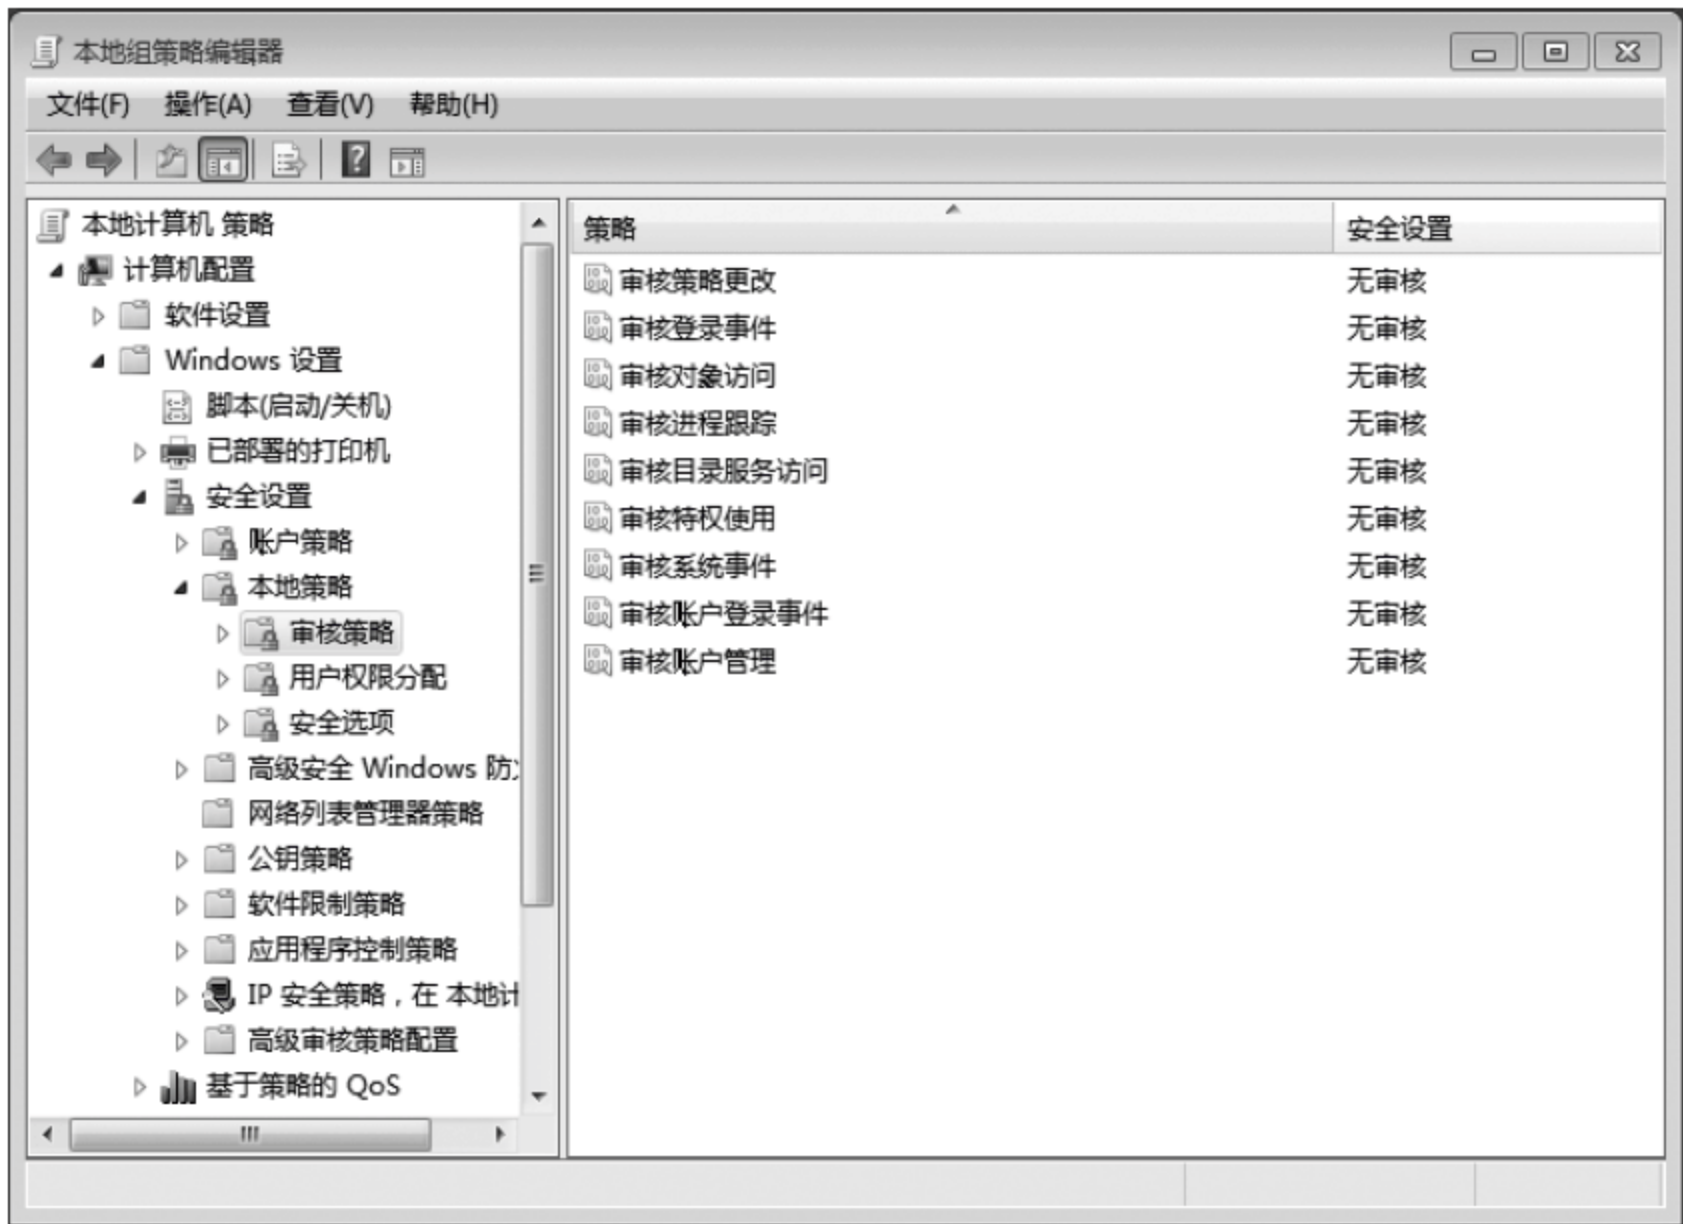 本地组策略编辑器
文件(F) 操作(A) 查看(V) 帮助(H)
本地计算机 策略
计算机配置
软件设置
Windows 设置
脚本(启动/关机)
已部署的打印机
安全设置
账户策略
本地策略
审核策略
用户权限分配
安全选项
高级安全 Windows 防
网络列表管理器策略
公钥策略
软件限制策略
应用程序控制策略
IP 安全策略，在 本地计
高级审核策略配置
基于策略的 QoS
策略 安全设置
审核策略更改 无审核
审核登录事件 无审核
审核对象访问 无审核
审核进程跟踪 无审核
审核目录服务访问 无审核
审核特权使用 无审核
审核系统事件 无审核
审核账户登录事件 无审核
审核账户管理 无审核